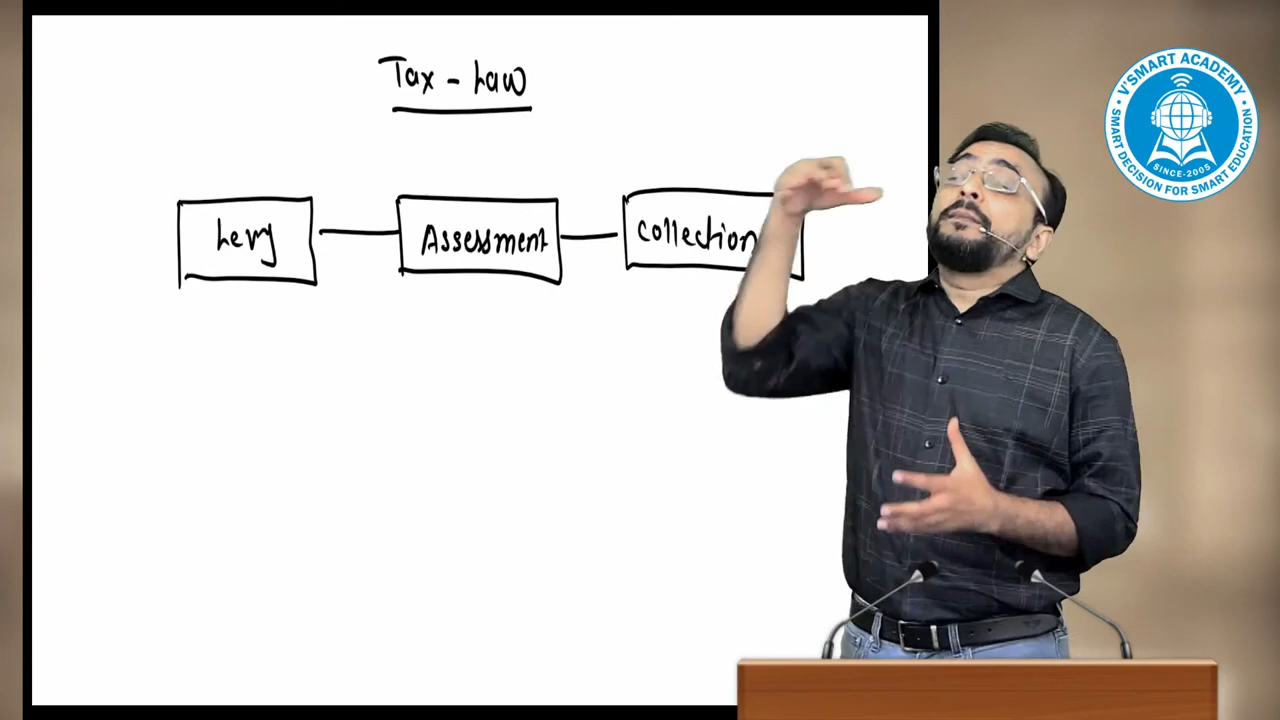 Tax - Law
Levy
Assessment
Collection
V'SMART ACADEMY
SINCE-2005
SMART DECISION FOR SMART EDUCATION